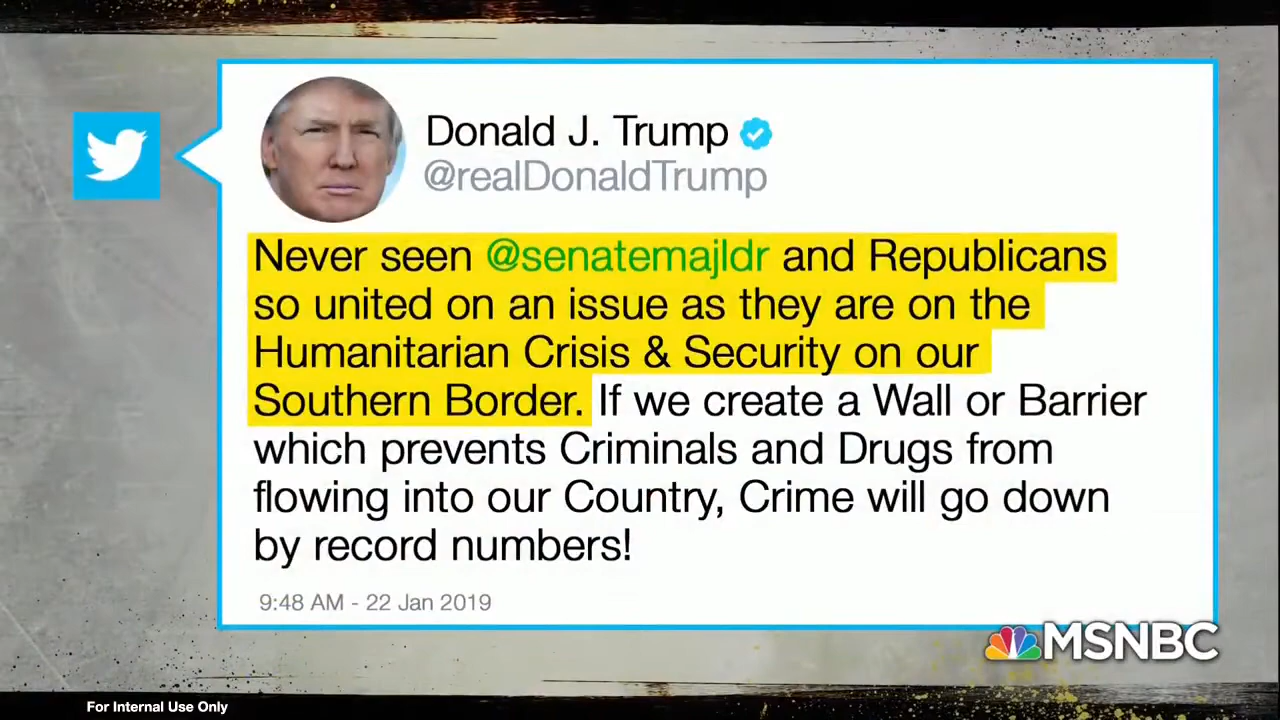 Donald J. Trump
@realDonaldTrump
Never seen @senatemajldr and Republicans
so united on an issue as they are on the
Humanitarian Crisis & Security on our
Southern Border. If we create a Wall or Barrier
which prevents Criminals and Drugs from
flowing into our Country, Crime will go down
by record numbers!
9:48 AM - 22 Jan 2019
MSNBC
For Internal Use Only